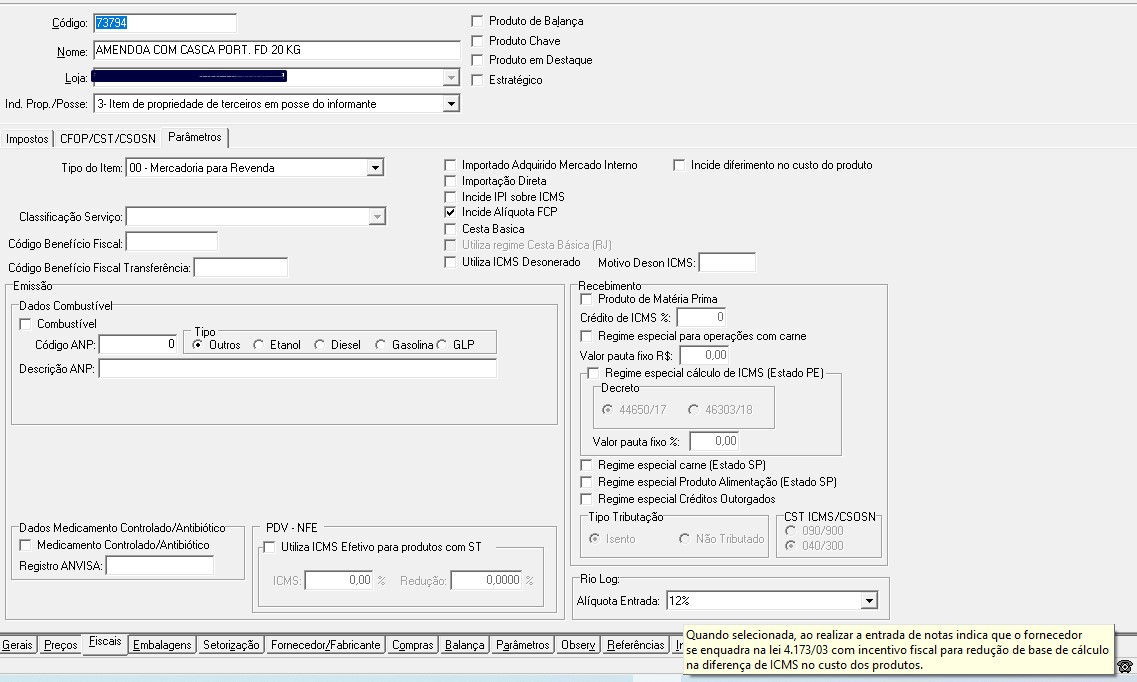 Código: 73794
Produto de Balança
Nome: AMENDOA COM CASCA PORT. FD 20 KG
Produto Chave
Produto em Destaque
Loja:
Estratégico
Ind. Prop./Posse: 3- Item de propriedade de terceiros em posse do informante
Impostos CFOP/CST/CSOSN Parâmetros
Tipo do Item: 00 - Mercadoria para Revenda
Importado Adquirido Mercado Interno
Incide diferimento no custo do produto
Importação Direta
Incide IPI sobre ICMS
Incide Alíquota FCP
Classificação Serviço:
Cesta Basica
Código Benefício Fiscal:
Utiliza regime Cesta Básica (RJ)
Código Benefício Fiscal Transferência:
Utiliza ICMS Desonerado Motivo Deson ICMS:
Emissão
Dados Combustível
Combustível
Código ANP: 0
Tipo
Outros Etanol Diesel Gasolina GLP
Descrição ANP:
Recebimento
Produto de Matéria Prima
Crédito de ICMS %: 0
Regime especial para operações com carne
Valor pauta fixo R$: 0,00
Regime especial cálculo de ICMS (Estado PE)
Decreto
44650/17 46303/18
Valor pauta fixo %: 0,00
Regime especial carne (Estado SP)
Regime especial Produto Alimentação (Estado SP)
Regime especial Créditos Outorgados
Tipo Tributação
Isento Não Tributado
CST ICMS/CSOSN
090/900
040/300
Dados Medicamento Controlado/Antibiótico
Medicamento Controlado/Antibiótico
Registro ANVISA:
PDV - NFE
Utiliza ICMS Efetivo para produtos com ST
ICMS: 0,00 % Redução: 0,0000 %
Rio Log:
Alíquota Entrada: 12%
Gerais Preços Fiscais Embalagens Setorização Fornecedor/Fabricante Compras Balança Parâmetros Observ Referências
Quando selecionada, ao realizar a entrada de notas indica que o fornecedor
se enquadra na lei 4.173/03 com incentivo fiscal para redução de base de cálculo
na diferença de ICMS no custo dos produtos.